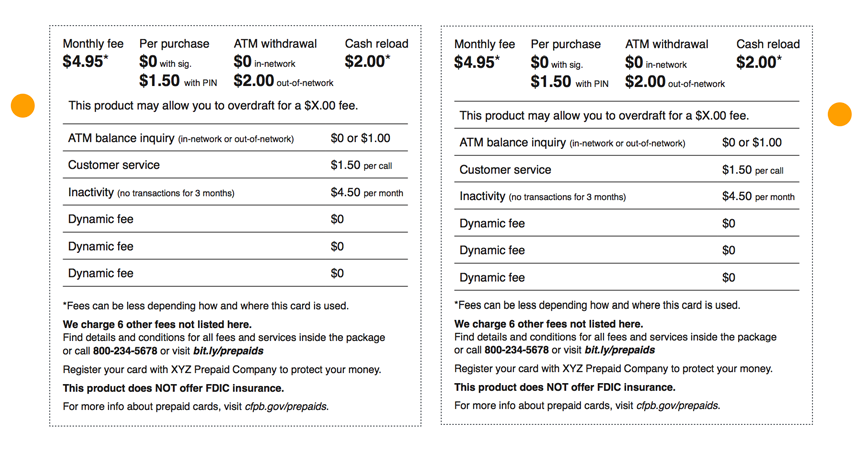 Monthly fee Per purchase ATM withdrawal Cash reload
$4.95* $0 with sig. $0 in-network $2.00*
$1.50 with PIN $2.00 out-of-network
This product may allow you to overdraft for a $X.00 fee.
ATM balance inquiry (in-network or out-of-network) $0 or $1.00
Customer service $1.50 per call
Inactivity (no transactions for 3 months) $4.50 per month
Dynamic fee $0
Dynamic fee $0
Dynamic fee $0
*Fees can be less depending how and where this card is used.
We charge 6 other fees not listed here.
Find details and conditions for all fees and services inside the package
or call 800-234-5678 or visit bit.ly/prepaids
Register your card with XYZ Prepaid Company to protect your money.
This product does NOT offer FDIC insurance.
For more info about prepaid cards, visit cfpb.gov/prepaids.
Monthly fee Per purchase ATM withdrawal Cash reload
$4.95* $0 with sig. $0 in-network $2.00*
$1.50 with PIN $2.00 out-of-network
This product may allow you to overdraft for a $X.00 fee.
ATM balance inquiry (in-network or out-of-network) $0 or $1.00
Customer service $1.50 per call
Inactivity (no transactions for 3 months) $4.50 per month
Dynamic fee $0
Dynamic fee $0
Dynamic fee $0
*Fees can be less depending how and where this card is used.
We charge 6 other fees not listed here.
Find details and conditions for all fees and services inside the package
or call 800-234-5678 or visit bit.ly/prepaids
Register your card with XYZ Prepaid Company to protect your money.
This product does NOT offer FDIC insurance.
For more info about prepaid cards, visit cfpb.gov/prepaids.